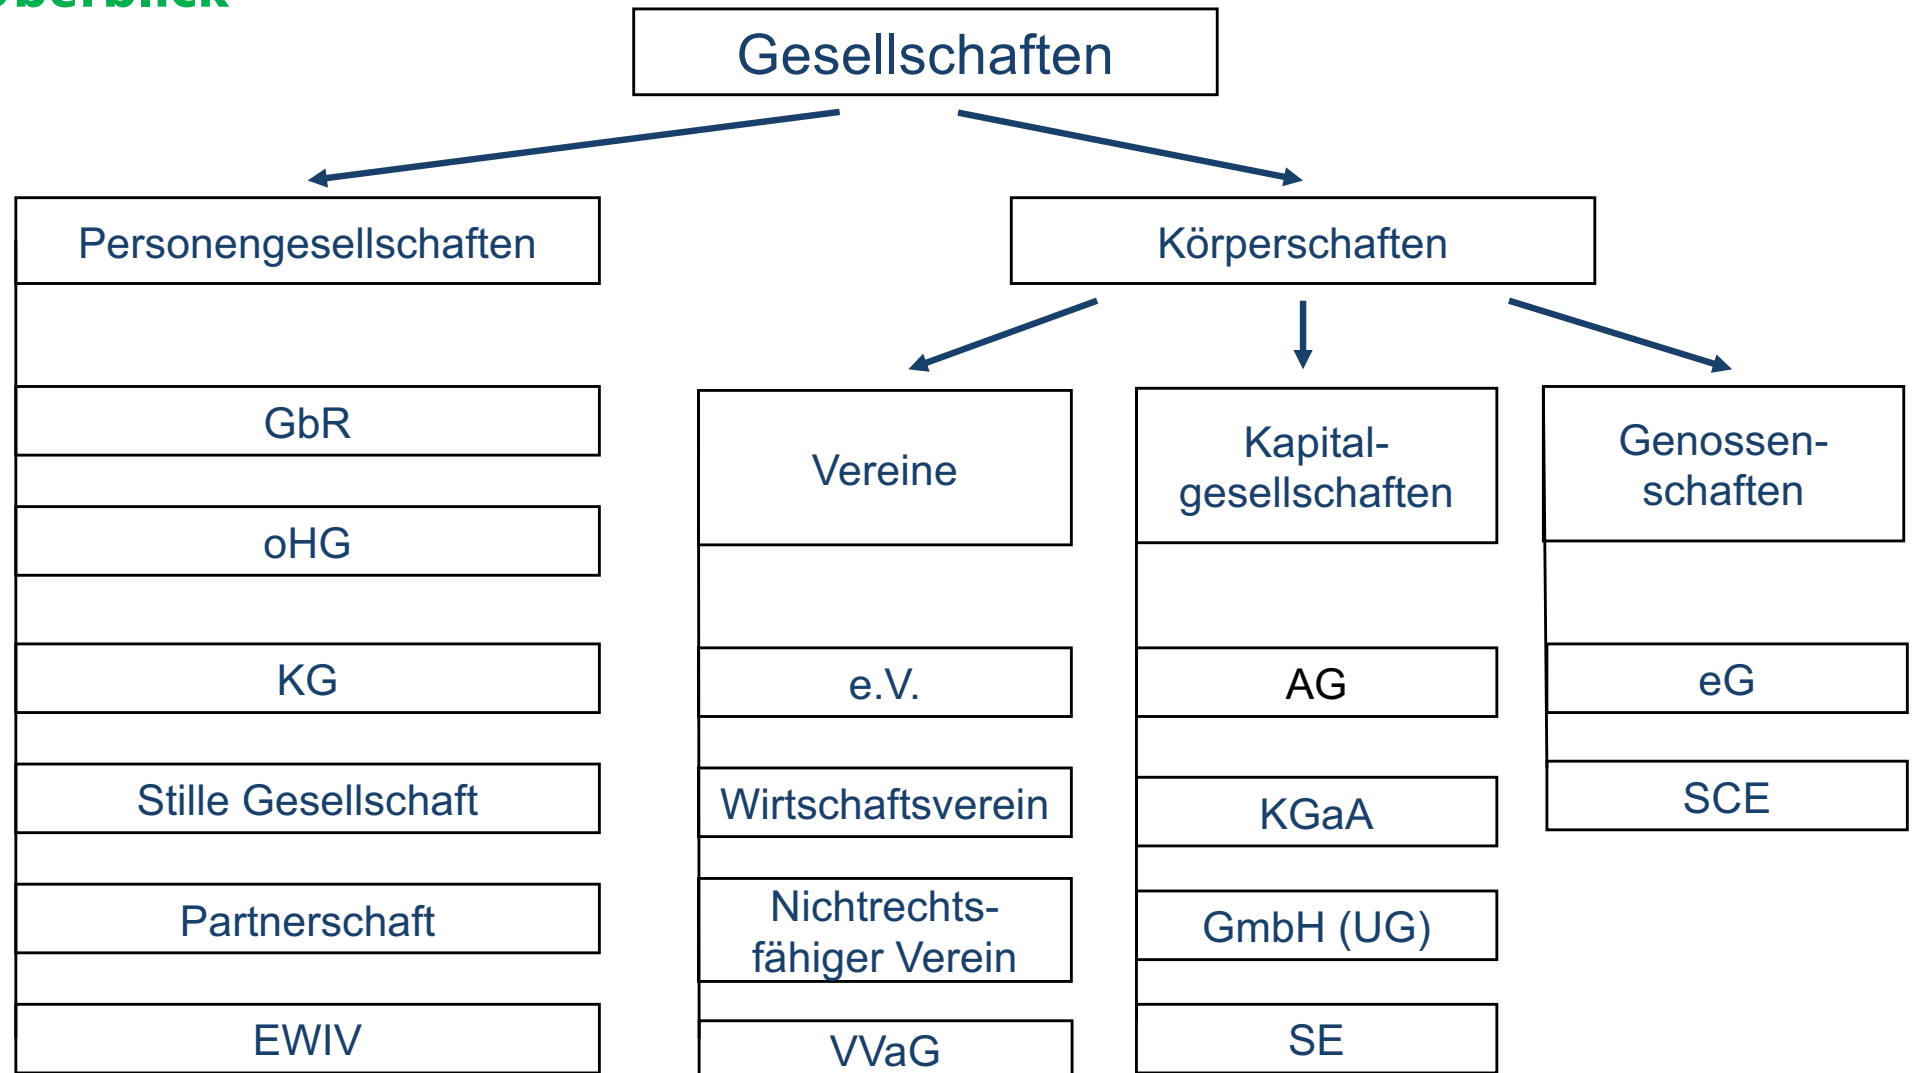 Überblick
Gesellschaften
Personengesellschaften
Körperschaften
GbR
oHG
KG
Stille Gesellschaft
Partnerschaft
EWIV
Vereine
e.V.
Wirtschaftsverein
Nichtrechts-
fähiger Verein
VVaG
Kapital-
gesellschaften
AG
KGaA
GmbH (UG)
SE
Genossen-
schaften
eG
SCE